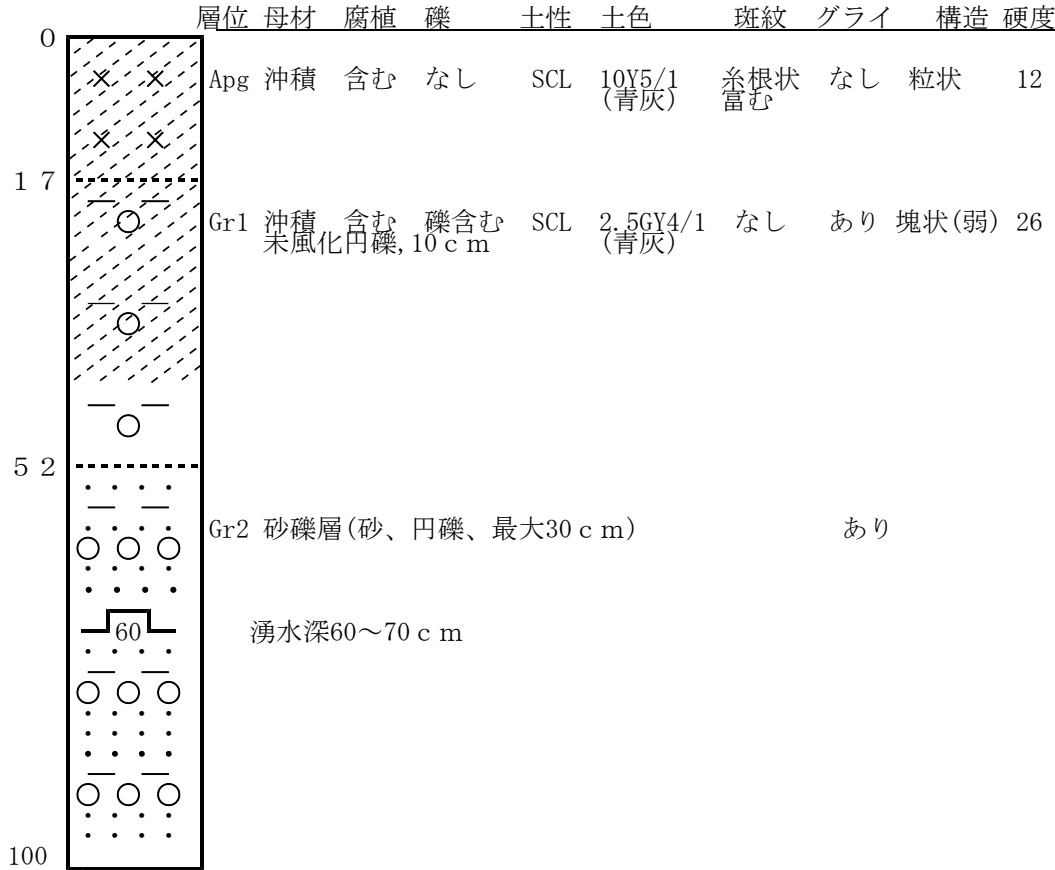 層位 母材 腐植 礫 土性 土色 斑紋 グライ 構造 硬度
0
Apg 沖積 含む なし SCL 10Y5/1 糸根状 なし 粒状 12
(青灰) 富む
17
Gr1 沖積 含む 礫含む SCL 2.5GY4/1 なし あり 塊状(弱) 26
未風化円礫,10cm (青灰)
52
Gr2 砂礫層(砂、円礫、最大30cm) あり
60 湧水深60～70cm
100